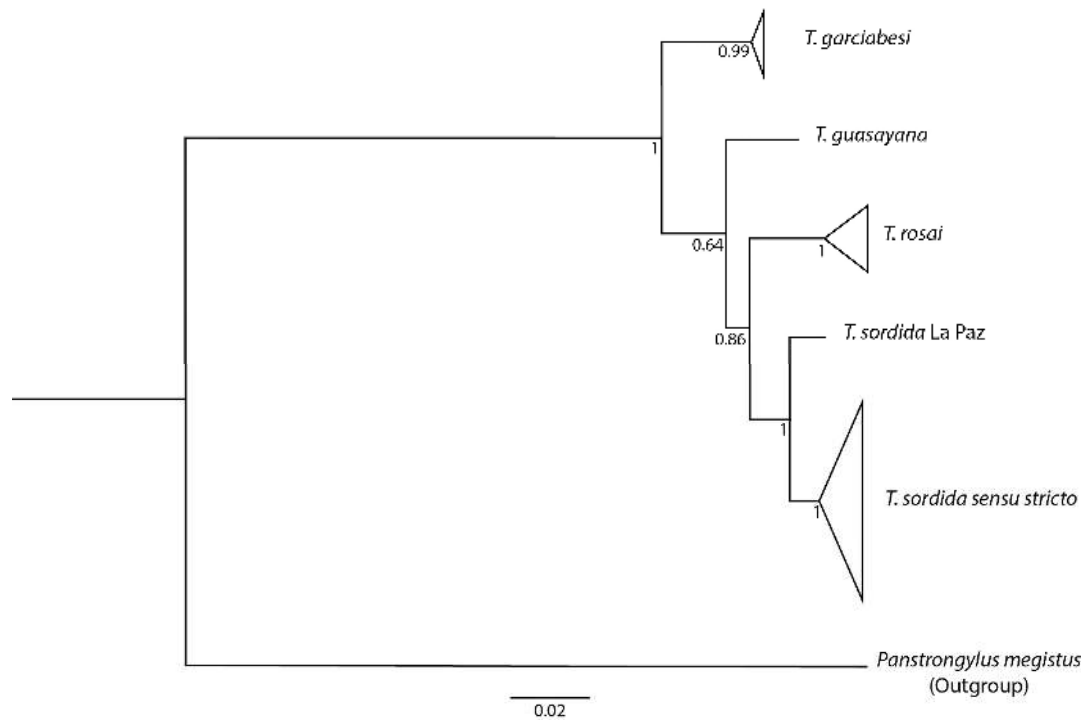 T. garciabesi
0.99
T. guasayana
1
T. rosai
0.64
1
T. sordida La Paz
0.86
1
T. sordida sensu stricto
1
Panstrongylus megistus
(Outgroup)
0.02